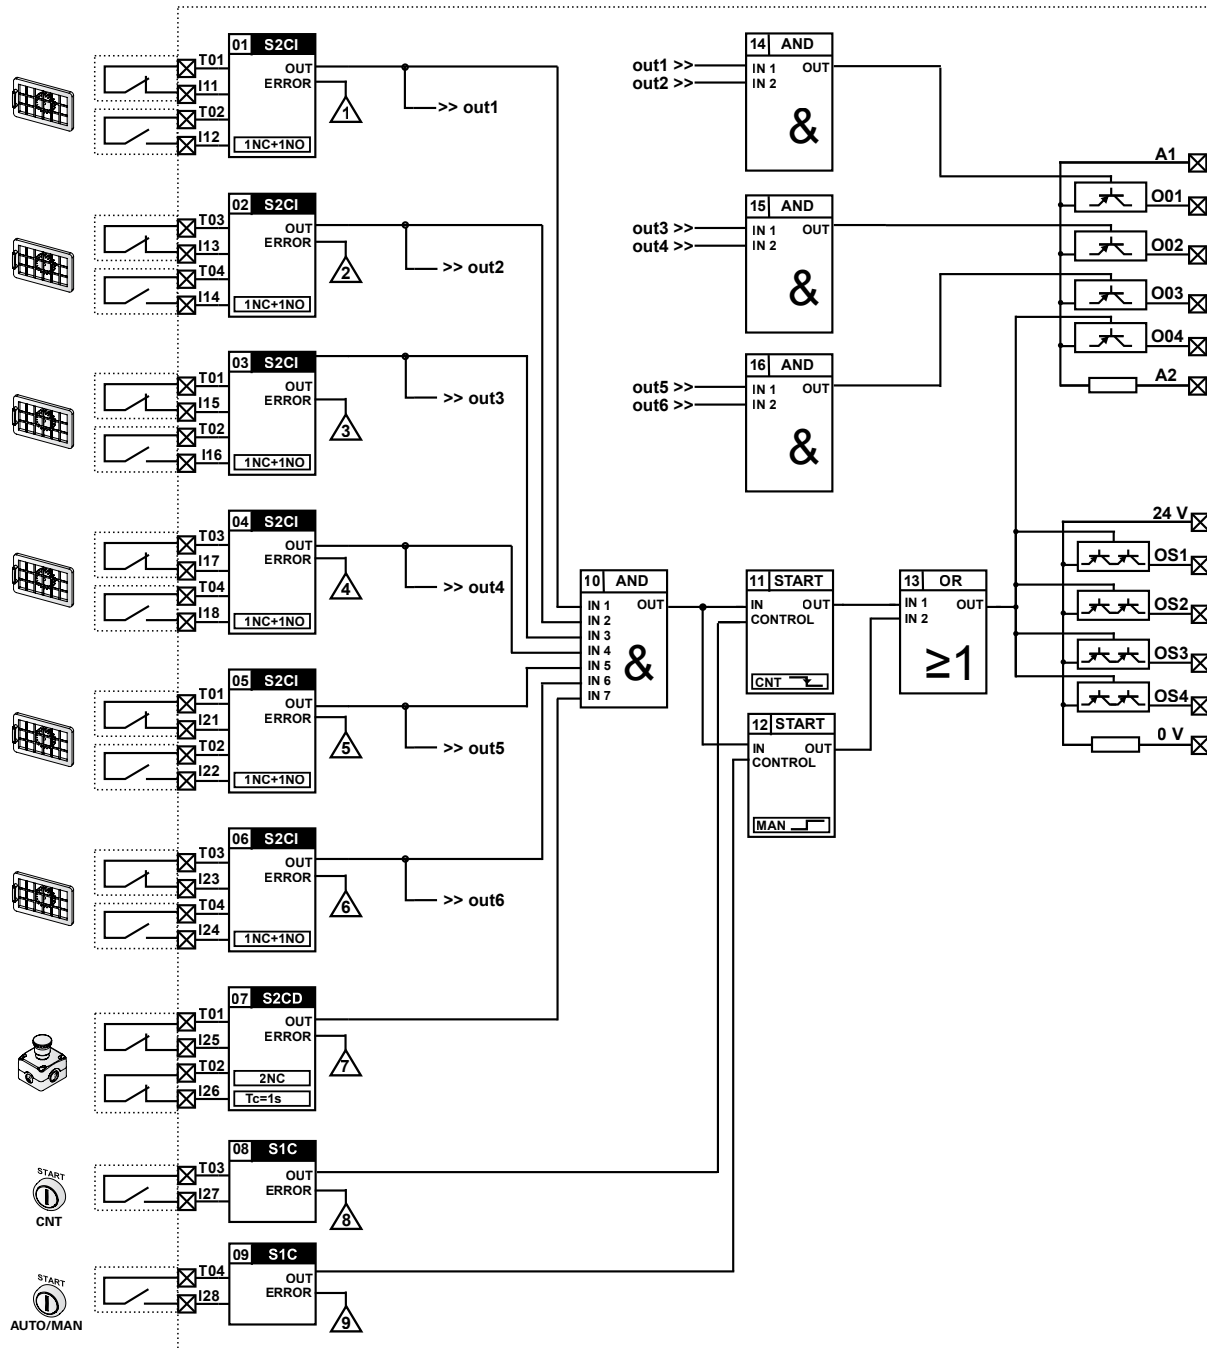 01 S2CI
T01
I11
T02
I12
OUT
ERROR
1NC+1NO
1
>> out1
02 S2CI
T03
I13
T04
I14
OUT
ERROR
1NC+1NO
2
>> out2
03 S2CI
T01
I15
T02
I16
OUT
ERROR
1NC+1NO
3
>> out3
04 S2CI
T03
I17
T04
I18
OUT
ERROR
1NC+1NO
4
>> out4
05 S2CI
T01
I21
T02
I22
OUT
ERROR
1NC+1NO
5
>> out5
06 S2CI
T03
I23
T04
I24
OUT
ERROR
1NC+1NO
6
>> out6
07 S2CD
T01
I25
T02
I26
OUT
ERROR
2NC
Tc=1s
7
START
CNT
08 S1C
T03
I27
OUT
ERROR
8
START
AUTO/MAN
09 S1C
T04
I28
OUT
ERROR
9
10 AND
IN 1 OUT
IN 2
IN 3
IN 4
IN 5
IN 6
IN 7
&
11 START
IN OUT
CONTROL
CNT
12 START
IN OUT
CONTROL
MAN
13 OR
IN 1 OUT
IN 2
≥1
14 AND
out1 >> IN 1 OUT
out2 >> IN 2
&
15 AND
out3 >> IN 1 OUT
out4 >> IN 2
&
16 AND
out5 >> IN 1 OUT
out6 >> IN 2
&
A1
O01
O02
O03
O04
A2
24 V
OS1
OS2
OS3
OS4
0 V